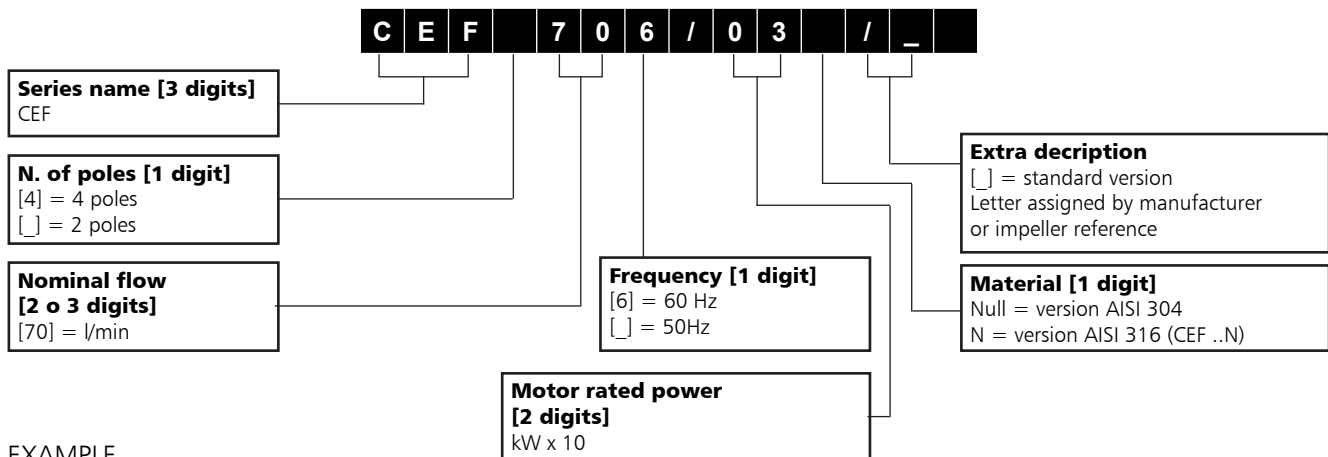 C E F 7 0 6 / 0 3 / _
Series name [3 digits]
CEF
N. of poles [1 digit]
[4] = 4 poles
[_] = 2 poles
Nominal flow
[2 o 3 digits]
[70] = l/min
Frequency [1 digit]
[6] = 60 Hz
[_] = 50Hz
Motor rated power
[2 digits]
kW x 10
Extra decription
[_] = standard version
Letter assigned by manufacturer
or impeller reference
Material [1 digit]
Null = version AISI 304
N = version AISI 316 (CEF ..N)
EXAMPLE